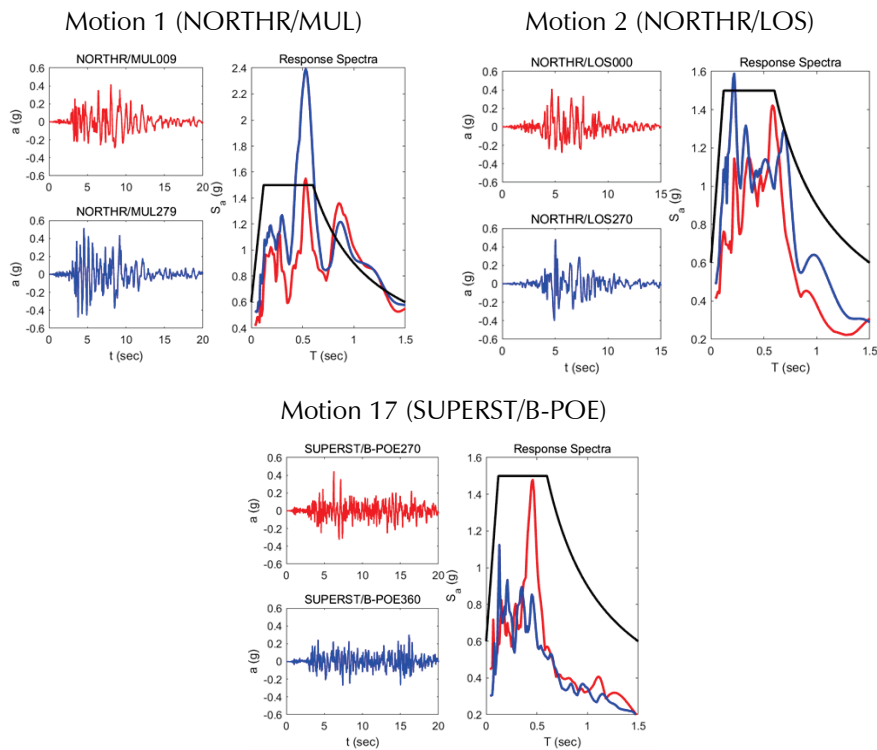 Motion 1 (NORTHR/MUL)
NORTHR/MUL009
0.6
0.4
0.2
0
-0.2
-0.4
-0.6
a (g)
0 5 10 15 20
NORTHR/MUL279
0.6
0.4
0.2
0
-0.2
-0.4
-0.6
a (g)
0 5 10 15 20
t (sec)
Response Spectra
2.4
2.2
2.0
1.8
1.6
1.4
1.2
1.0
0.8
0.6
0.4
Sa (g)
0 0.5 1 1.5
T (sec)
Motion 2 (NORTHR/LOS)
NORTHR/LOS000
0.6
0.4
0.2
0
-0.2
-0.4
-0.6
a (g)
0 5 10 15
NORTHR/LOS270
0.6
0.4
0.2
0
-0.2
-0.4
-0.6
a (g)
0 5 10 15
t (sec)
Response Spectra
1.6
1.4
1.2
1.0
0.8
0.6
0.4
0.2
Sa (g)
0 0.5 1 1.5
T (sec)
Motion 17 (SUPERST/B-POE)
SUPERST/B-POE270
0.6
0.4
0.2
0
-0.2
-0.4
-0.6
a (g)
0 5 10 15 20
SUPERST/B-POE360
0.6
0.4
0.2
0
-0.2
-0.4
-0.6
a (g)
0 5 10 15 20
t (sec)
Response Spectra
1.6
1.4
1.2
1.0
0.8
0.6
0.4
0.2
Sa (g)
0 0.5 1 1.5
T (sec)